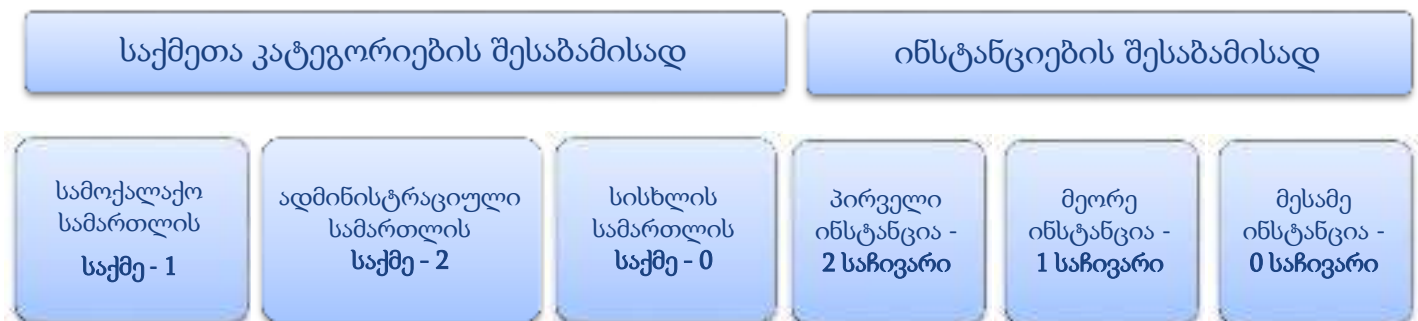 საქმეთა კატეგორიების შესაბამისად
ინსტანციების შესაბამისად
სამოქალაქო
სამართლის
საქმე - 1
ადმინისტრაციული
სამართლის
საქმე - 2
სისხლის
სამართლის
საქმე - 0
პირველი
ინსტანცია -
2 საჩივარი
მეორე
ინსტანცია -
1 საჩივარი
მესამე
ინსტანცია -
0 საჩივარი